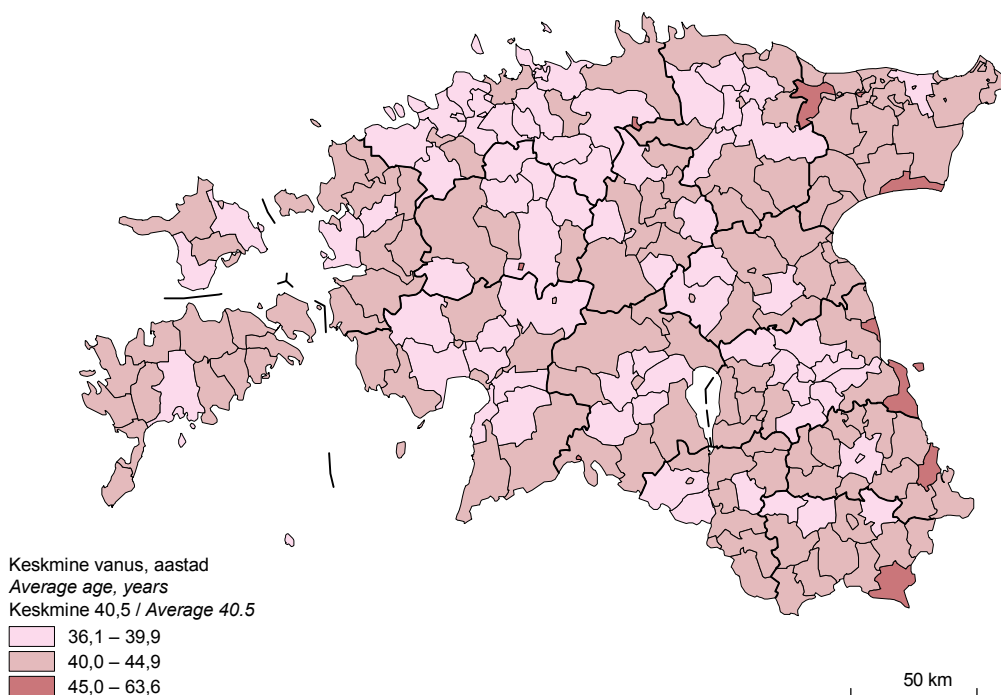 Keskmine vanus, aastad
Average age, years
Keskmine 40,5 / Average 40.5
36,1 – 39,9
40,0 – 44,9
45,0 – 63,6
50 km